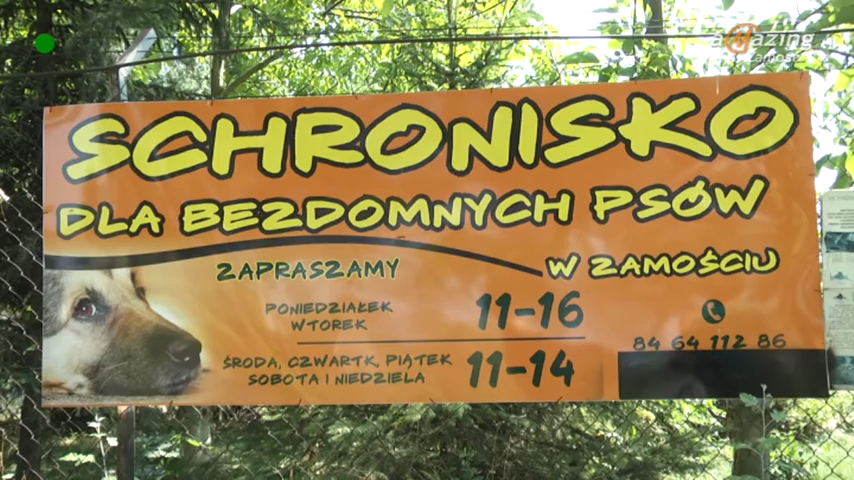 SCHRONISKO
DLA BEZDOMNYCH PSÓW
W ZAMOŚCIU
ZAPRASZAMY
PONIEDZIAŁEK
WTOREK
11-16
ŚRODA, CZWARTK, PIĄTEK
SOBOTA I NIEDZIELA
11-14
84 64 112 86